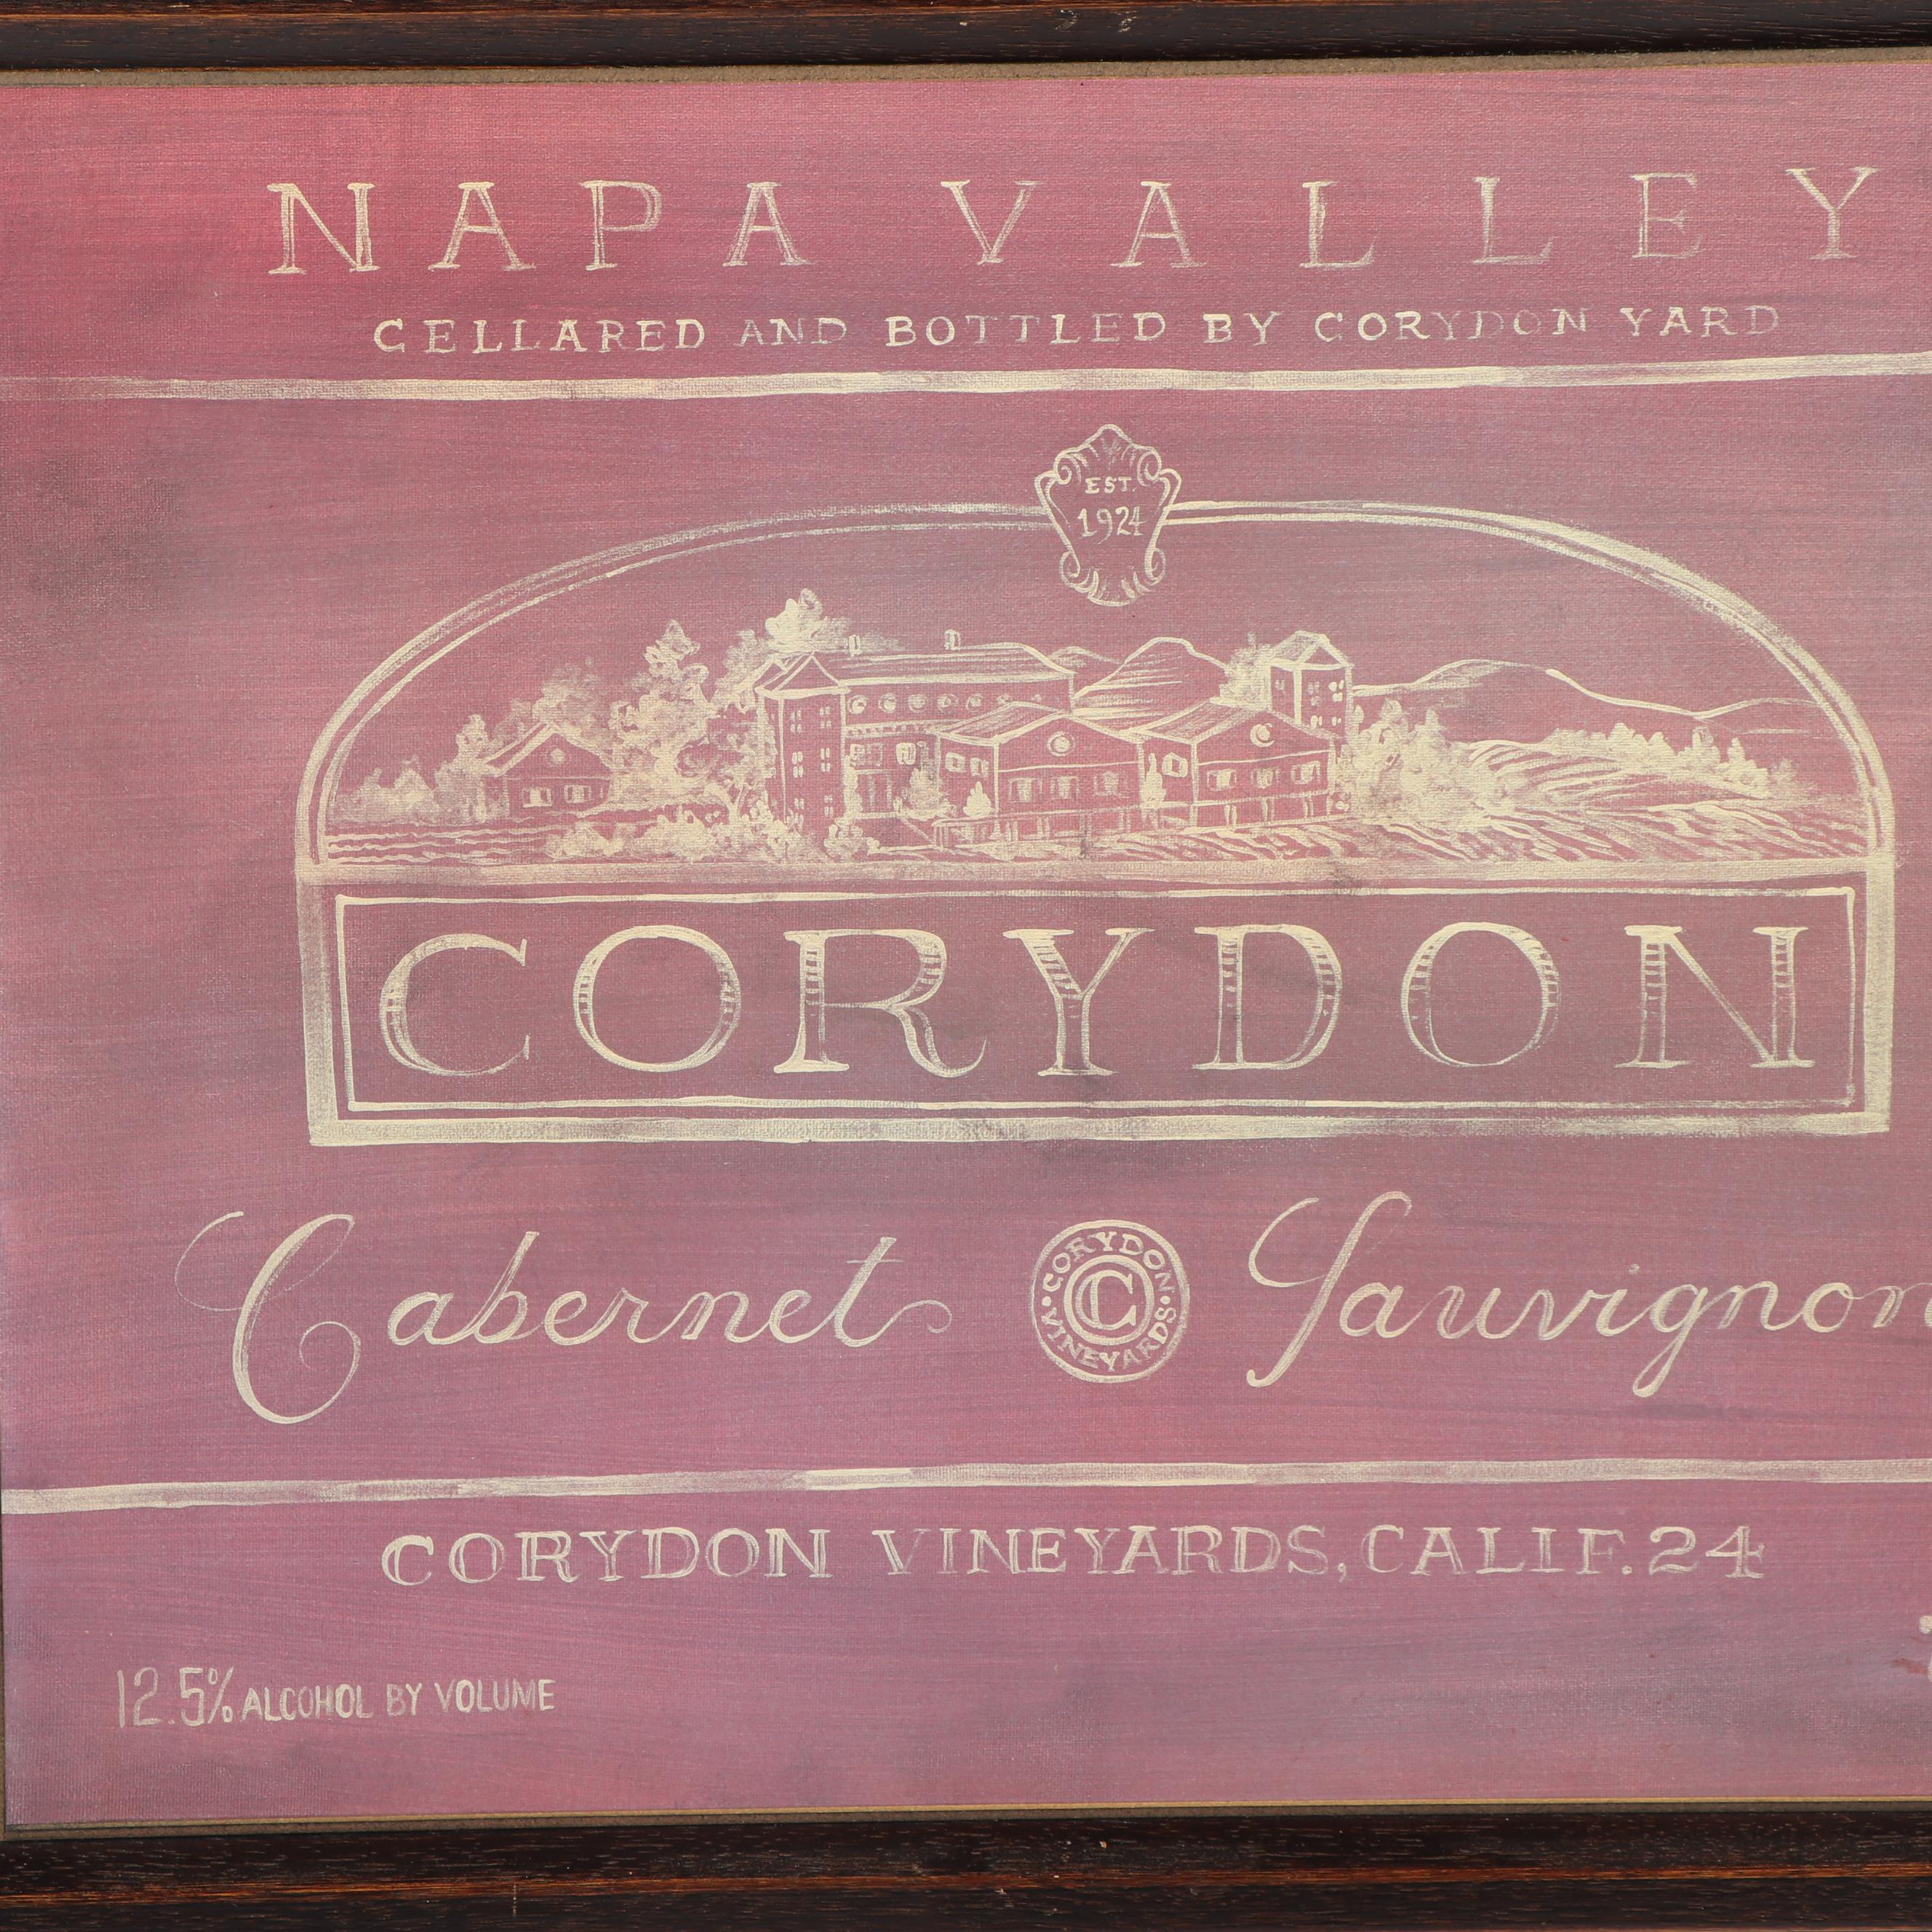 NAPA VALLEY
CELLARED AND BOTTLED BY CORYDON YARD
EST.
1924
CORYDON
Cabernet
CORYDON
C
VINEYARDS
Sauvignon
CORYDON VINEYARDS, CALIF. 24
12.5% ALCOHOL BY VOLUME